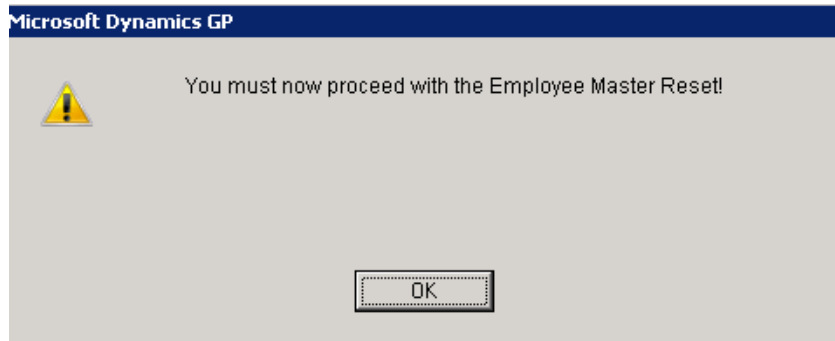 Microsoft Dynamics GP
You must now proceed with the Employee Master Reset!
OK